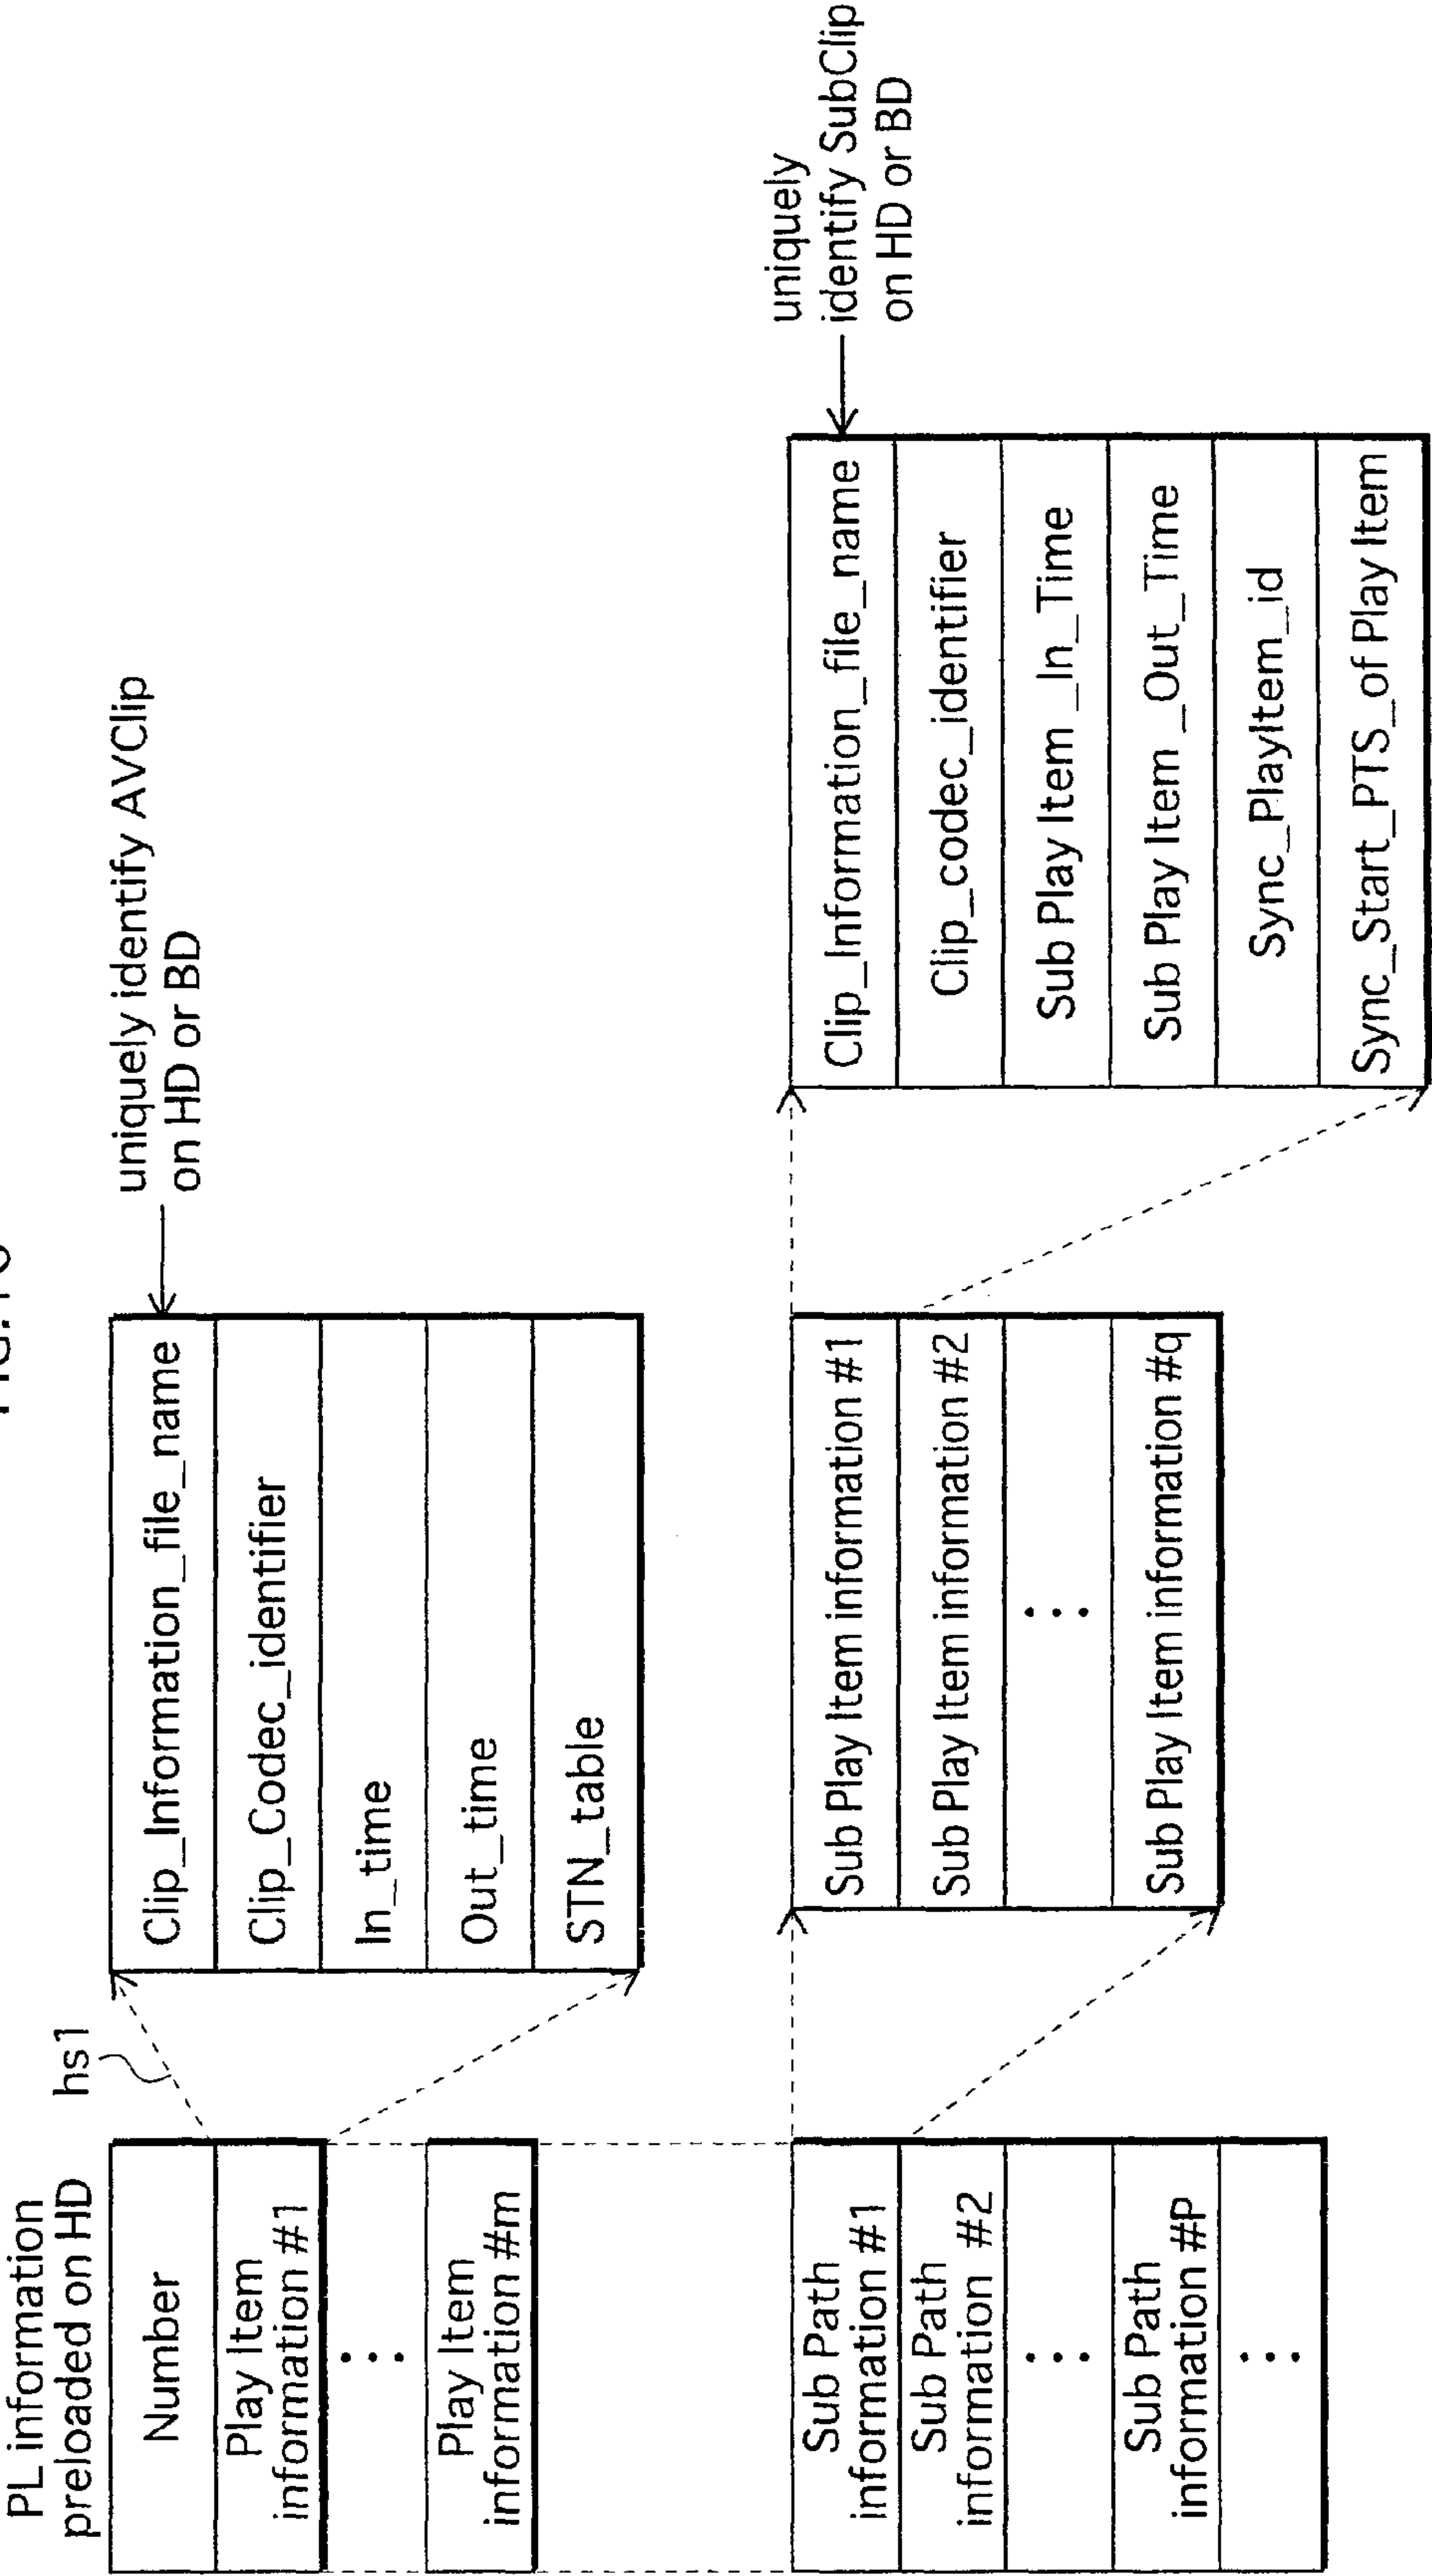 PL information
preloaded on HD
Number
Play Item
information #1
Play Item
information #m
hs1
Clip_Information_file_name
Clip_Codec_identifier
In_time
Out_time
STN_table
uniquely identify AVClip
on HD or BD
Sub Path
information #1
Sub Path
information #2
Sub Path
information #P
Sub Play Item information #1
Sub Play Item information #2
Sub Play Item information #q
Clip_Information_file_name
Clip_codec_identifier
Sub Play Item _In_Time
Sub Play Item _Out_Time
Sync_PlayItem_id
Sync_Start_PTS_of Play Item
uniquely
identify SubClip
on HD or BD